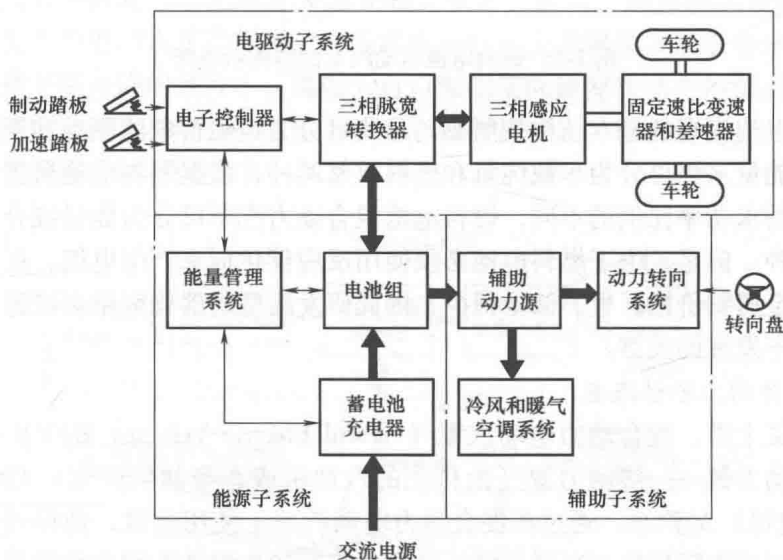 电驱动子系统
车轮
制动踏板
加速踏板
电子控制器
三相脉宽
转换器
三相感应
电机
固定速比变速
器和差速器
车轮
能量管理
系统
电池组
辅助
动力源
动力转向
系统
转向盘
蓄电池
充电器
冷风和暖气
空调系统
能源子系统
辅助子系统
交流电源